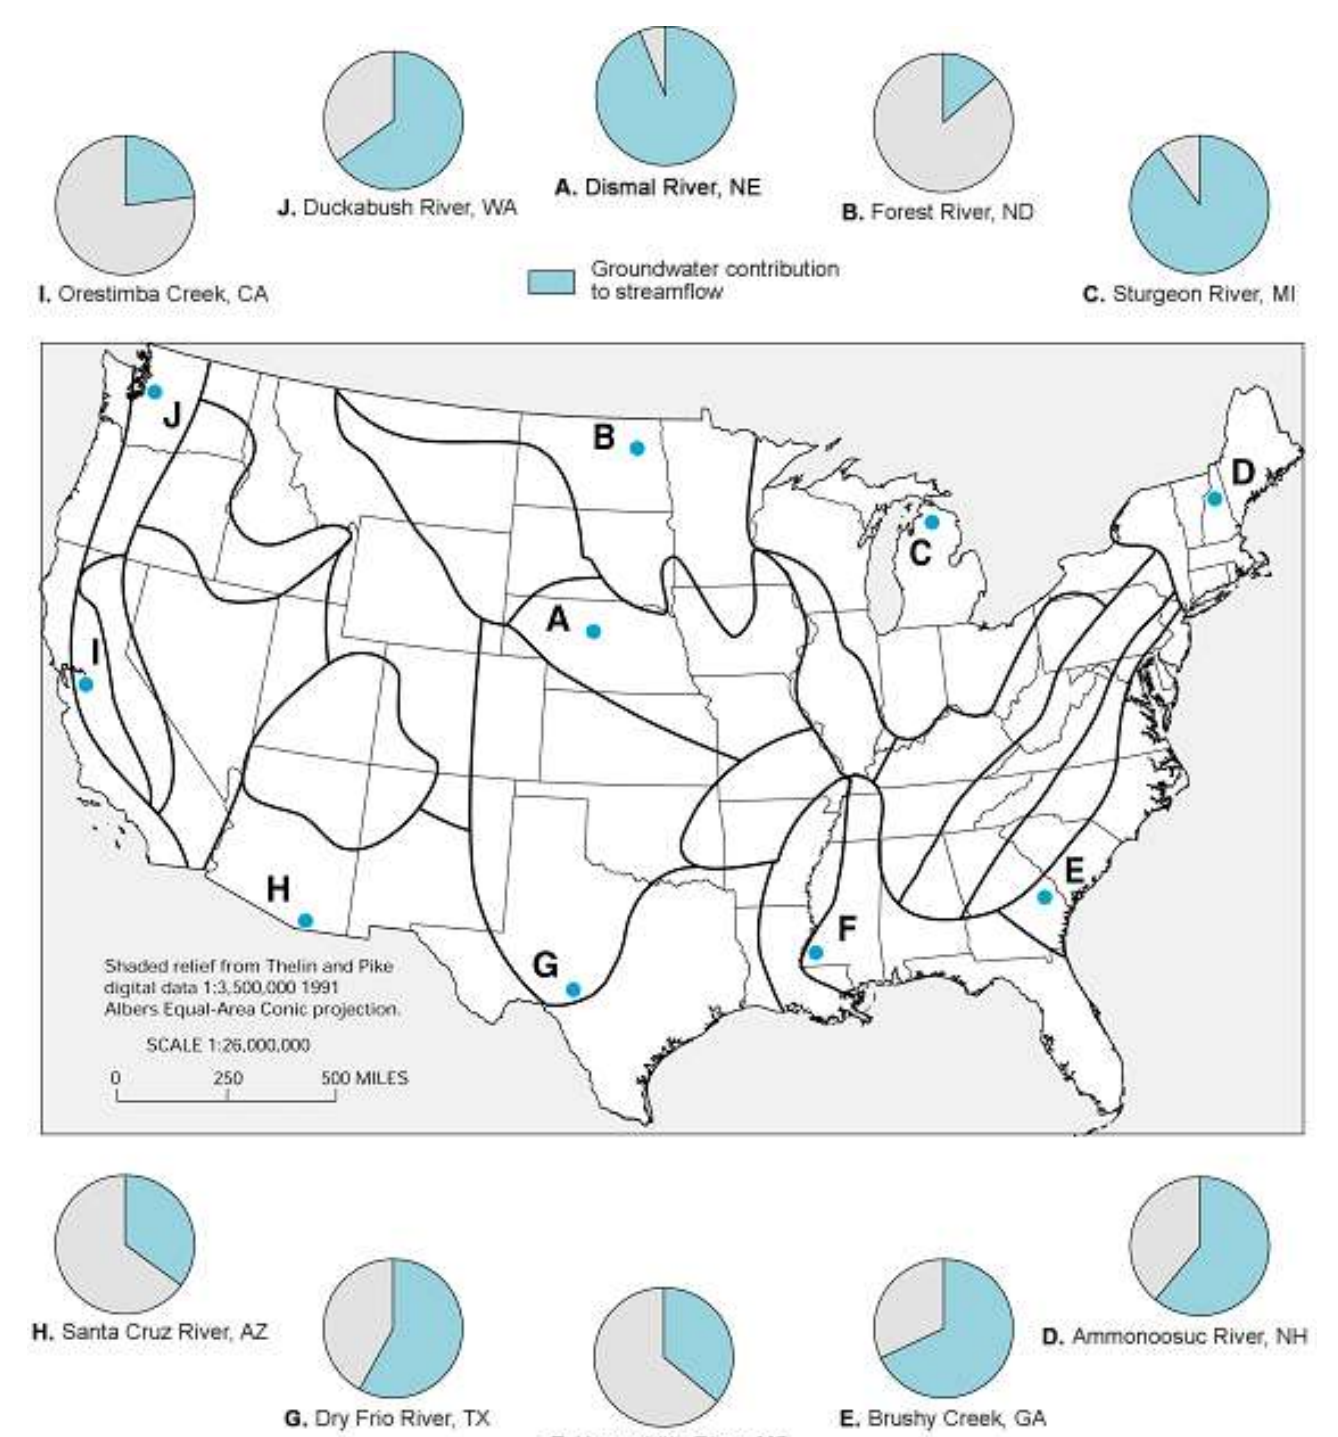 A. Dismal River, NE
J. Duckabush River, WA
B. Forest River, ND
I. Orestimba Creek, CA
C. Sturgeon River, MI
Groundwater contribution
to streamflow
J
B
D
C
A
I
H
E
F
G
Shaded relief from Thelin and Pike
digital data 1:3,500,000 1991
Albers Equal-Area Conic projection.
SCALE 1:26,000,000
0 250 500 MILES
H. Santa Cruz River, AZ
D. Ammonoosuc River, NH
G. Dry Frio River, TX
E. Brushy Creek, GA